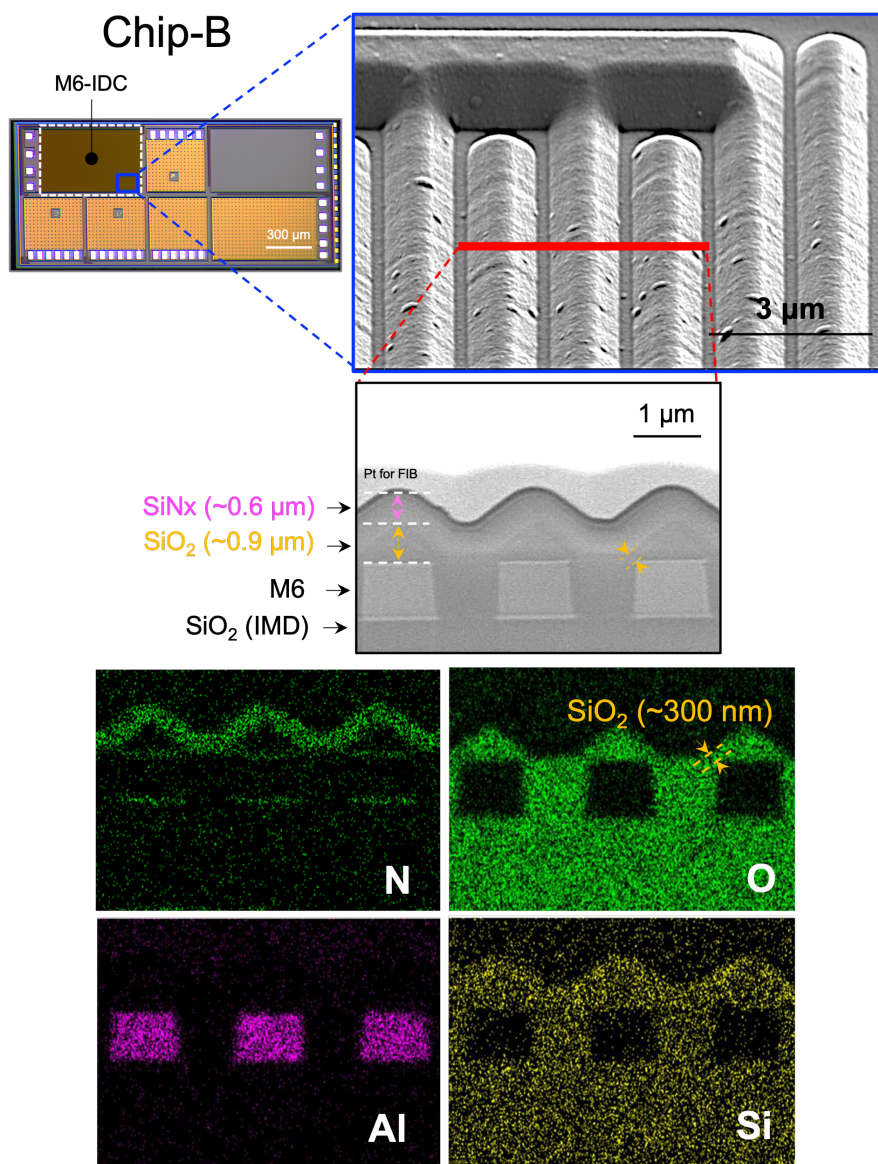 Chip-B
M6-IDC
300 µm
3 µm
1 µm
Pt for FIB
SiNx (~0.6 µm)
SiO₂ (~0.9 µm)
M6
SiO₂ (IMD)
SiO₂ (~300 nm)
N
O
Al
Si